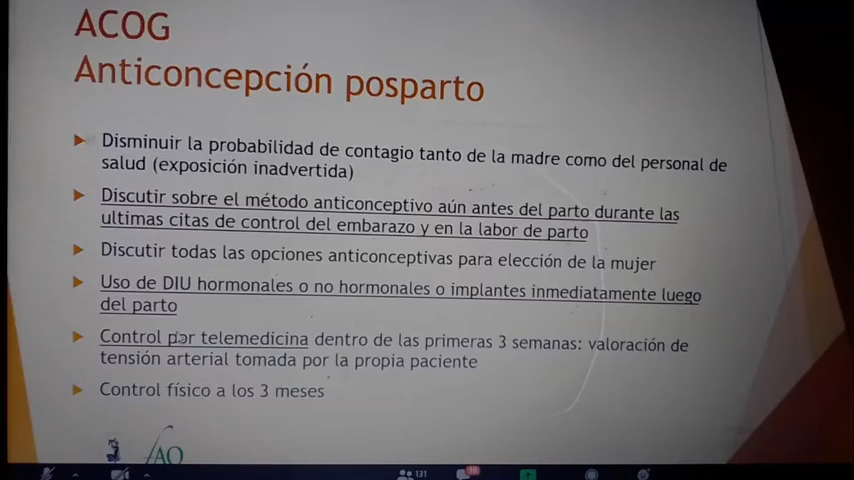 ACOG
Anticoncepción posparto
Disminuir la probabilidad de contagio tanto de la madre como del personal de
salud (exposición inadvertida)
Discutir sobre el método anticonceptivo aún antes del parto durante las
ultimas citas de control del embarazo y en la labor de parto
Discutir todas las opciones anticonceptivas para elección de la mujer
Uso de DIU hormonales o no hormonales o implantes inmediatamente luego
del parto
Control por telemedicina dentro de las primeras 3 semanas: valoración de
tensión arterial tomada por la propia paciente
Control físico a los 3 meses
AO
131